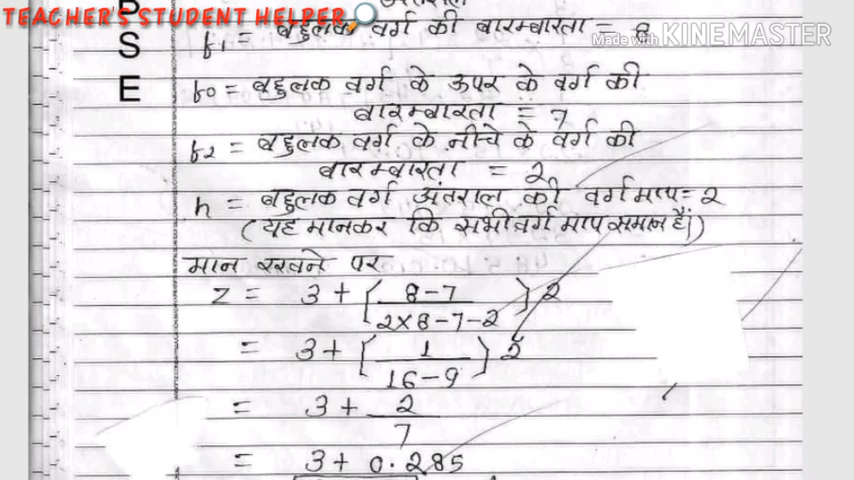 TEACHER'S STUDENT HELPER
Made with KINEMASTER
S
E
f₁ = बहुलक वर्ग की बारम्बारता = 8
f₀ = बहुलक वर्ग के ऊपर के वर्ग की
बारम्बारता = 7
f₂ = बहुलक वर्ग के नीचे के वर्ग की
बारम्बारता = 2
h = बहुलक वर्ग अंतराल की वर्ग माप = 2
(यह मानकर कि सभी वर्ग माप समान हैं।)
मान रखने पर
Z = 3 + (8-7 / 2×8-7-2) 2
= 3 + (1 / 16-9) 2
= 3 + 2/7
= 3 + 0.285